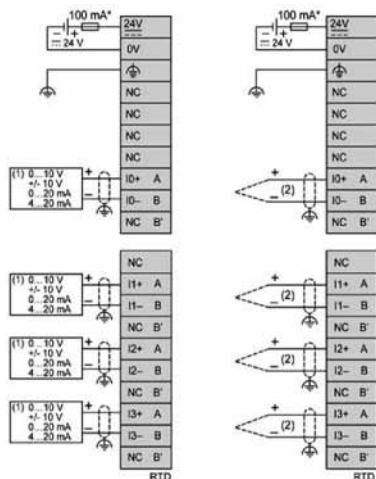 100 mA*
24 V
24V
0V
NC
NC
NC
NC
(1) 0...10 V
+/- 10 V
0...20 mA
4...20 mA
+
−
I0+ A
I0− B
NC B'
NC
(1) 0...10 V
+/- 10 V
0...20 mA
4...20 mA
+
−
I1+ A
I1− B
NC B'
(1) 0...10 V
+/- 10 V
0...20 mA
4...20 mA
+
−
I2+ A
I2− B
NC B'
(1) 0...10 V
+/- 10 V
0...20 mA
4...20 mA
+
−
I3+ A
I3− B
NC B'
RTD
100 mA*
24 V
24V
0V
NC
NC
NC
NC
+
−
(2)
I0+ A
I0− B
NC B'
NC
+
−
(2)
I1+ A
I1− B
NC B'
+
−
(2)
I2+ A
I2− B
NC B'
+
−
(2)
I3+ A
I3− B
NC B'
RTD